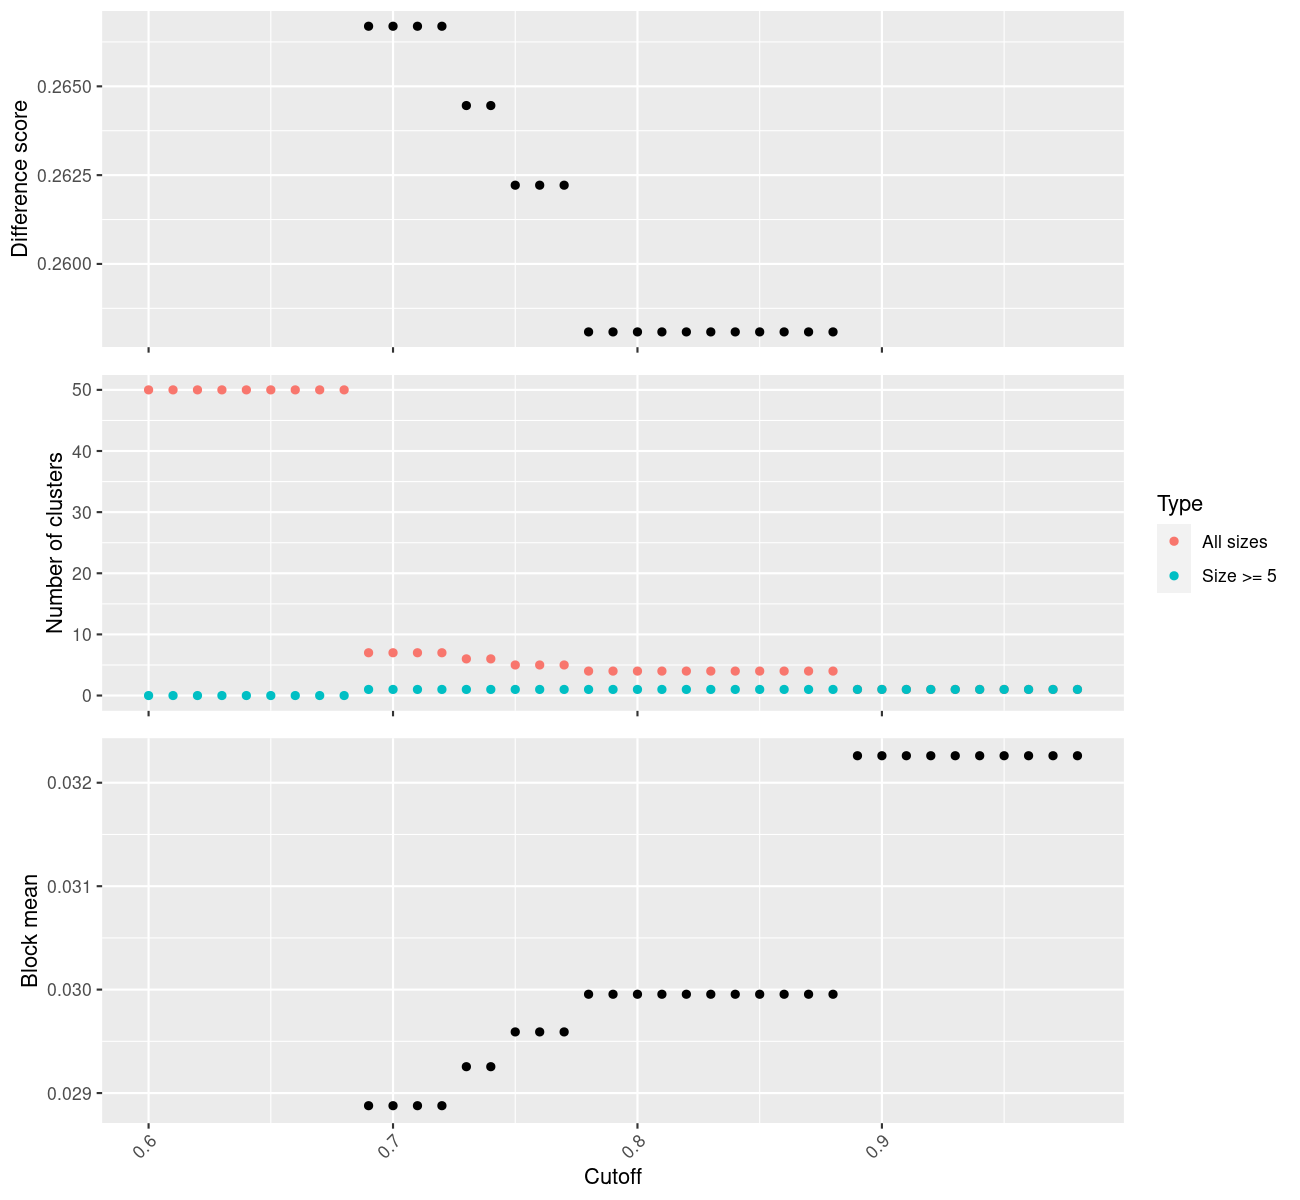 Difference score
0.2650
0.2625
0.2600
Number of clusters
50
40
30
20
10
0
Type
All sizes
Size >= 5
Block mean
0.032
0.031
0.030
0.029
0.6
0.7
0.8
0.9
Cutoff